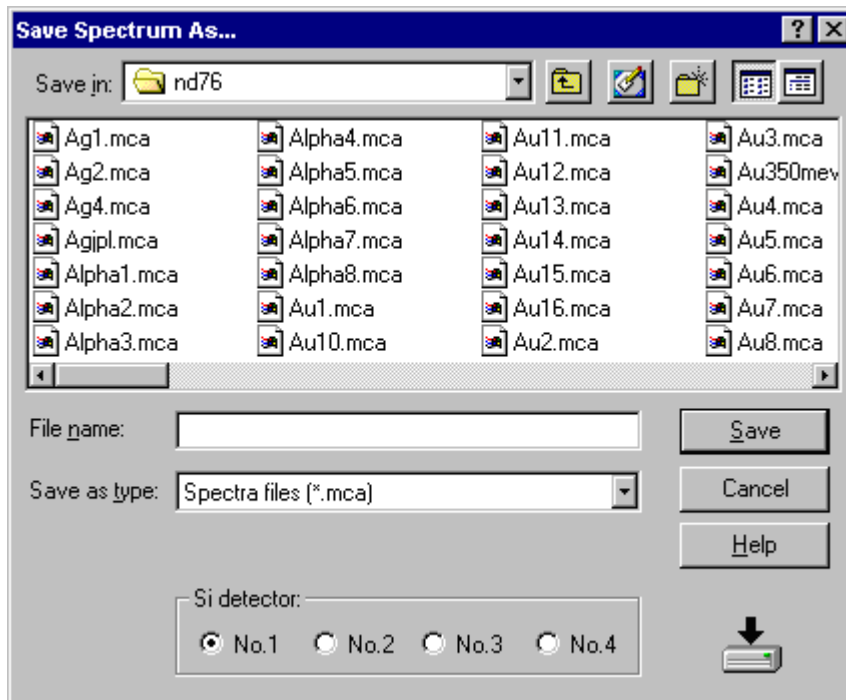 Save Spectrum As...
Save in: nd76
Ag1.mca Alpha4.mca Au11.mca Au3.mca
Ag2.mca Alpha5.mca Au12.mca Au350mev
Ag4.mca Alpha6.mca Au13.mca Au4.mca
Agjpl.mca Alpha7.mca Au14.mca Au5.mca
Alpha1.mca Alpha8.mca Au15.mca Au6.mca
Alpha2.mca Au1.mca Au16.mca Au7.mca
Alpha3.mca Au10.mca Au2.mca Au8.mca
File name: Save
Save as type: Spectra files (*.mca) Cancel
Help
Si detector:
No.1 No.2 No.3 No.4